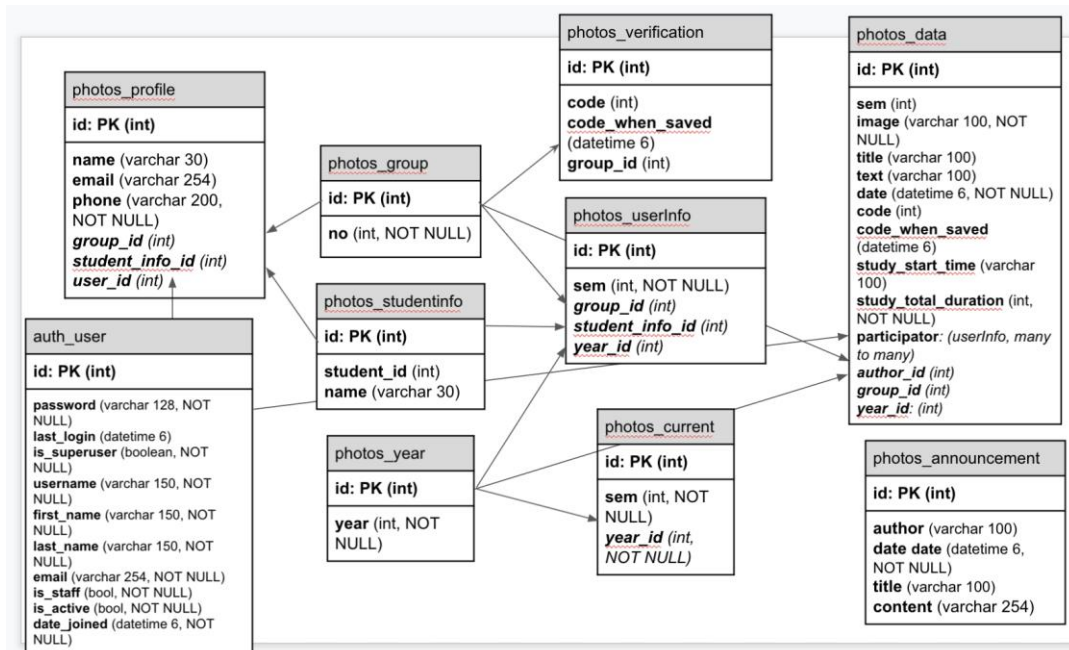 photos_profile
id: PK (int)
name (varchar 30)
email (varchar 254)
phone (varchar 200,
NOT NULL)
group_id (int)
student_info_id (int)
user_id (int)
auth_user
id: PK (int)
password (varchar 128, NOT
NULL)
last_login (datetime 6)
is_superuser (boolean, NOT
NULL)
username (varchar 150, NOT
NULL)
first_name (varchar 150, NOT
NULL)
last_name (varchar 150, NOT
NULL)
email (varchar 254, NOT NULL)
is_staff (bool, NOT NULL)
is_active (bool, NOT NULL)
date_joined (datetime 6, NOT
NULL)
photos_group
id: PK (int)
no (int, NOT NULL)
photos_studentinfo
id: PK (int)
student_id (int)
name (varchar 30)
photos_year
id: PK (int)
year (int, NOT
NULL)
photos_verification
id: PK (int)
code (int)
code_when_saved
(datetime 6)
group_id (int)
photos_userInfo
id: PK (int)
sem (int, NOT NULL)
group_id (int)
student_info_id (int)
year_id (int)
photos_current
id: PK (int)
sem (int, NOT
NULL)
year_id (int,
NOT NULL)
photos_data
id: PK (int)
sem (int)
image (varchar 100, NOT
NULL)
title (varchar 100)
text (varchar 100)
date (datetime 6, NOT NULL)
code (int)
code_when_saved
(datetime 6)
study_start_time (varchar
100)
study_total_duration (int,
NOT NULL)
participator: (userInfo, many
to many)
author_id (int)
group_id (int)
year_id: (int)
photos_announcement
id: PK (int)
author (varchar 100)
date date (datetime 6,
NOT NULL)
title (varchar 100)
content (varchar 254)